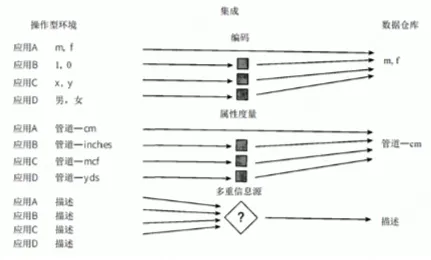 集成
操作型环境 数据仓库
编码
应用A m, f
应用B 1, 0 m, f
应用C x, y
应用D 男, 女
属性度量
应用A 管道—cm
应用B 管道—inches 管道—cm
应用C 管道—mcf
应用D 管道—yds
多重信息源
应用A 描述
应用B 描述 ? 描述
应用C 描述
应用D 描述